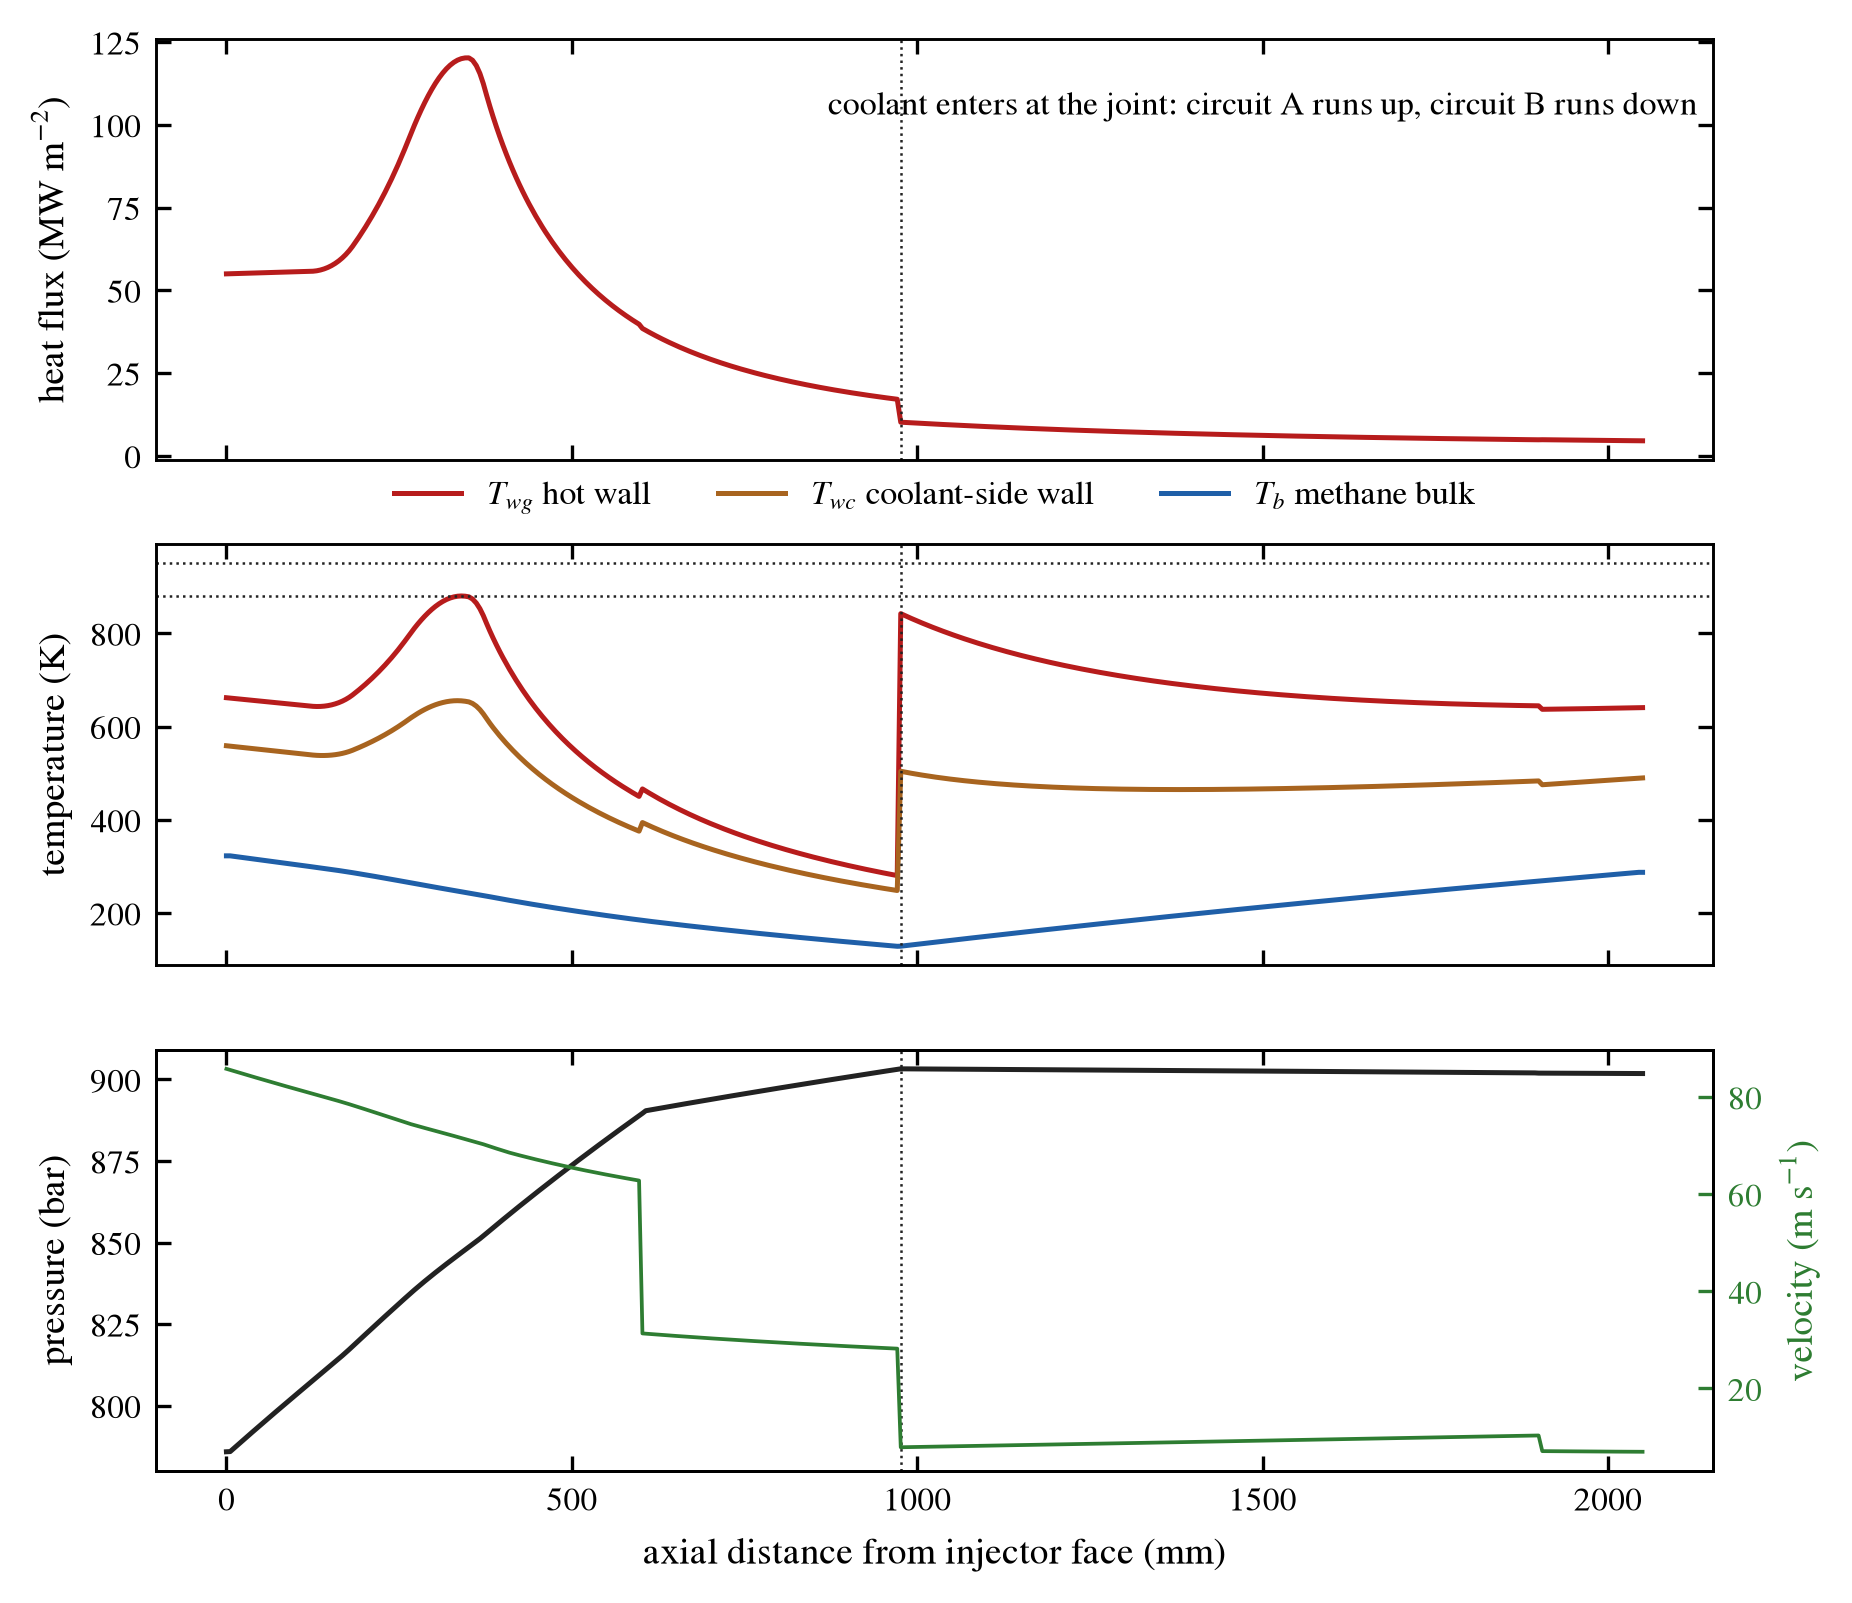 125
100
75
50
25
0
heat flux (MW m⁻²)
coolant enters at the joint: circuit A runs up, circuit B runs down
T_wg hot wall
T_wc coolant-side wall
T_b methane bulk
800
600
400
200
temperature (K)
900
875
850
825
800
pressure (bar)
80
60
40
20
velocity (m s⁻¹)
0 500 1000 1500 2000
axial distance from injector face (mm)